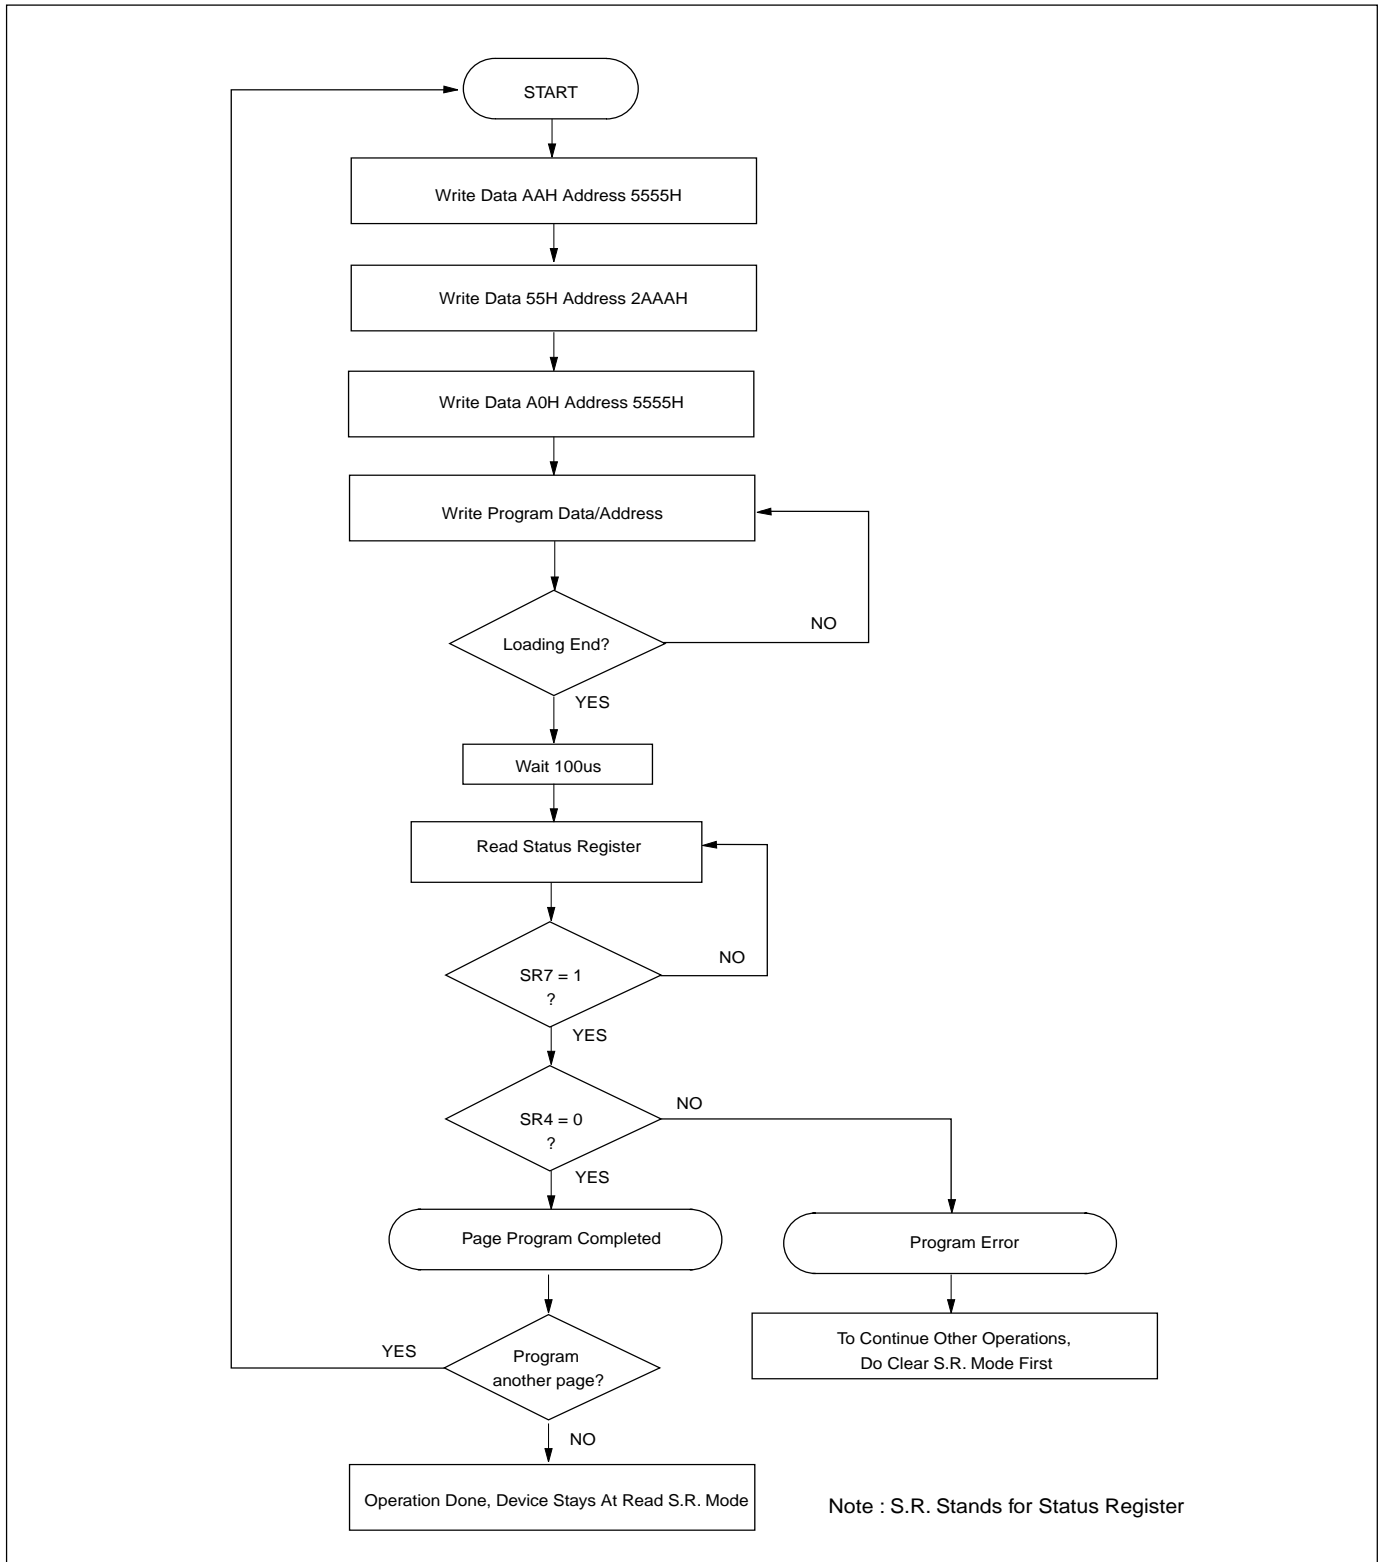 START
Write Data AAH Address 5555H
Write Data 55H Address 2AAAH
Write Data A0H Address 5555H
Write Program Data/Address
NO
Loading End?
YES
Wait 100us
Read Status Register
NO
SR7 = 1
?
YES
NO
SR4 = 0
?
YES
Page Program Completed
Program Error
To Continue Other Operations,
Do Clear S.R. Mode First
YES
Program
another page?
NO
Operation Done, Device Stays At Read S.R. Mode
Note : S.R. Stands for Status Register